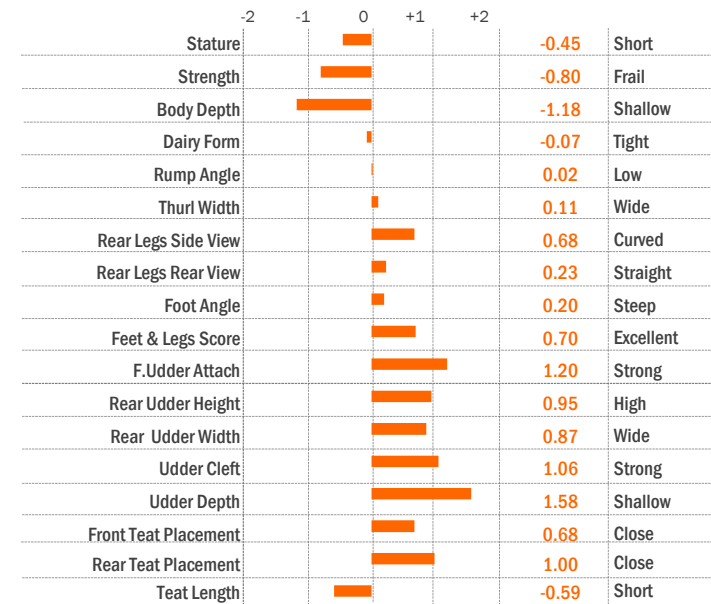 -2 -1 0 +1 +2
Stature -0.45 Short
Strength -0.80 Frail
Body Depth -1.18 Shallow
Dairy Form -0.07 Tight
Rump Angle 0.02 Low
Thurl Width 0.11 Wide
Rear Legs Side View 0.68 Curved
Rear Legs Rear View 0.23 Straight
Foot Angle 0.20 Steep
Feet & Legs Score 0.70 Excellent
F.Udder Attach 1.20 Strong
Rear Udder Height 0.95 High
Rear Udder Width 0.87 Wide
Udder Cleft 1.06 Strong
Udder Depth 1.58 Shallow
Front Teat Placement 0.68 Close
Rear Teat Placement 1.00 Close
Teat Length -0.59 Short